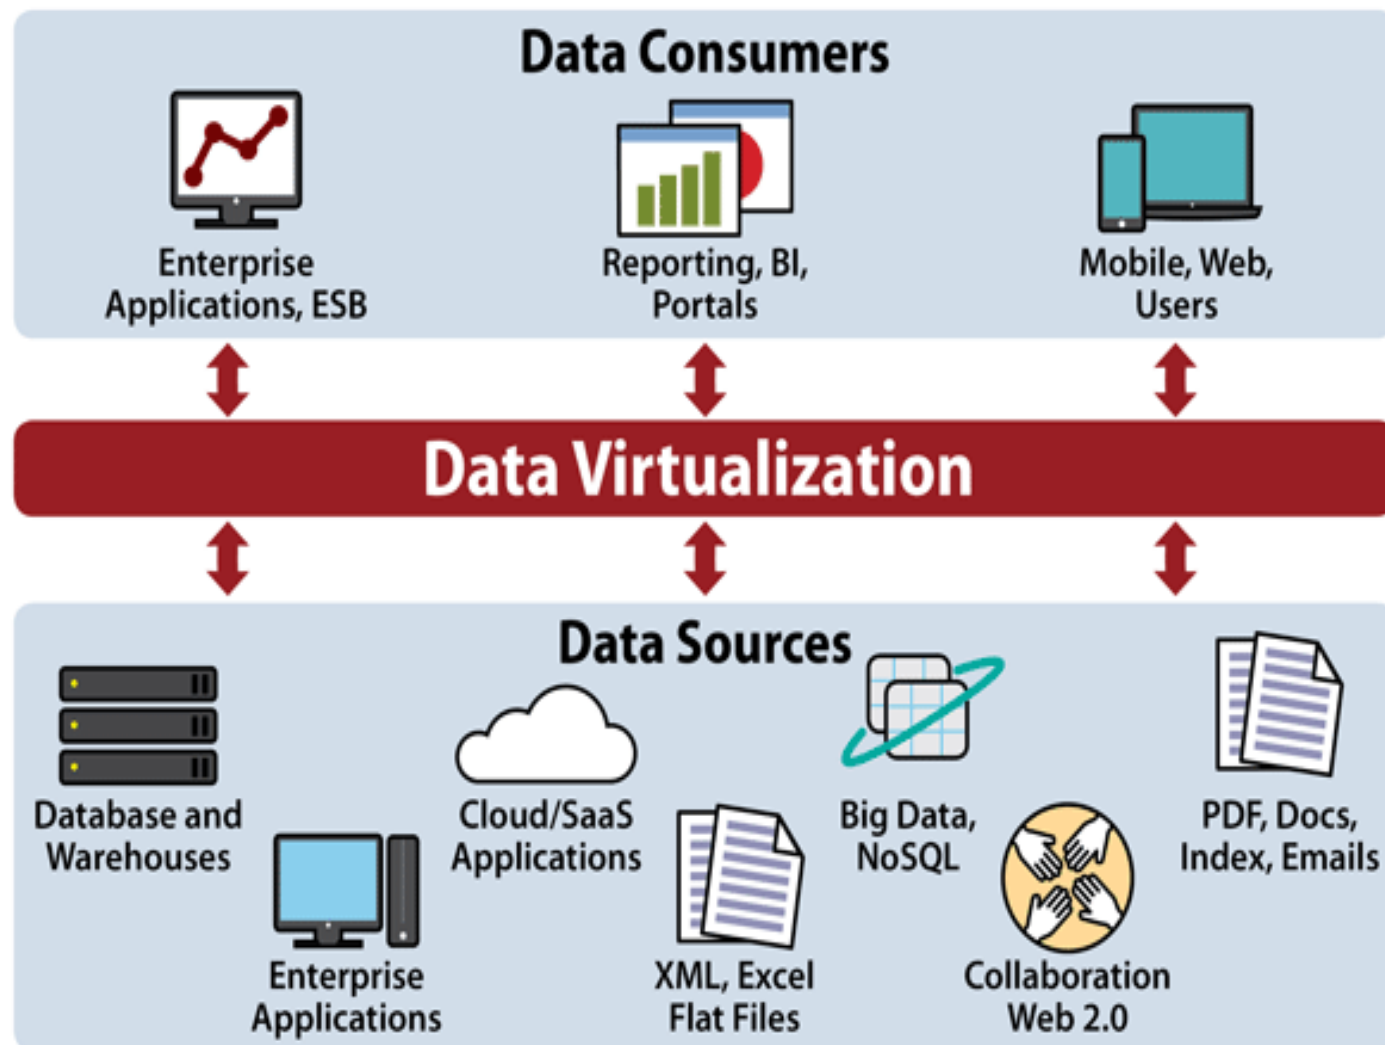 Data Consumers
Enterprise
Applications, ESB
Reporting, BI,
Portals
Mobile, Web,
Users
Data Virtualization
Data Sources
Database and
Warehouses
Enterprise
Applications
Cloud/SaaS
Applications
XML, Excel
Flat Files
Big Data,
NoSQL
Collaboration
Web 2.0
PDF, Docs,
Index, Emails